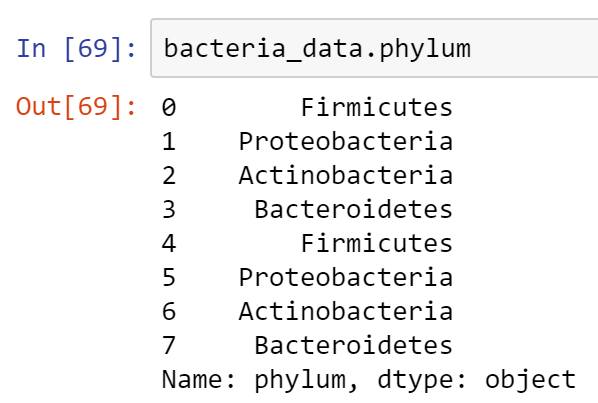 In [69]: bacteria_data.phylum
Out[69]: 0 Firmicutes
1 Proteobacteria
2 Actinobacteria
3 Bacteroidetes
4 Firmicutes
5 Proteobacteria
6 Actinobacteria
7 Bacteroidetes
Name: phylum, dtype: object